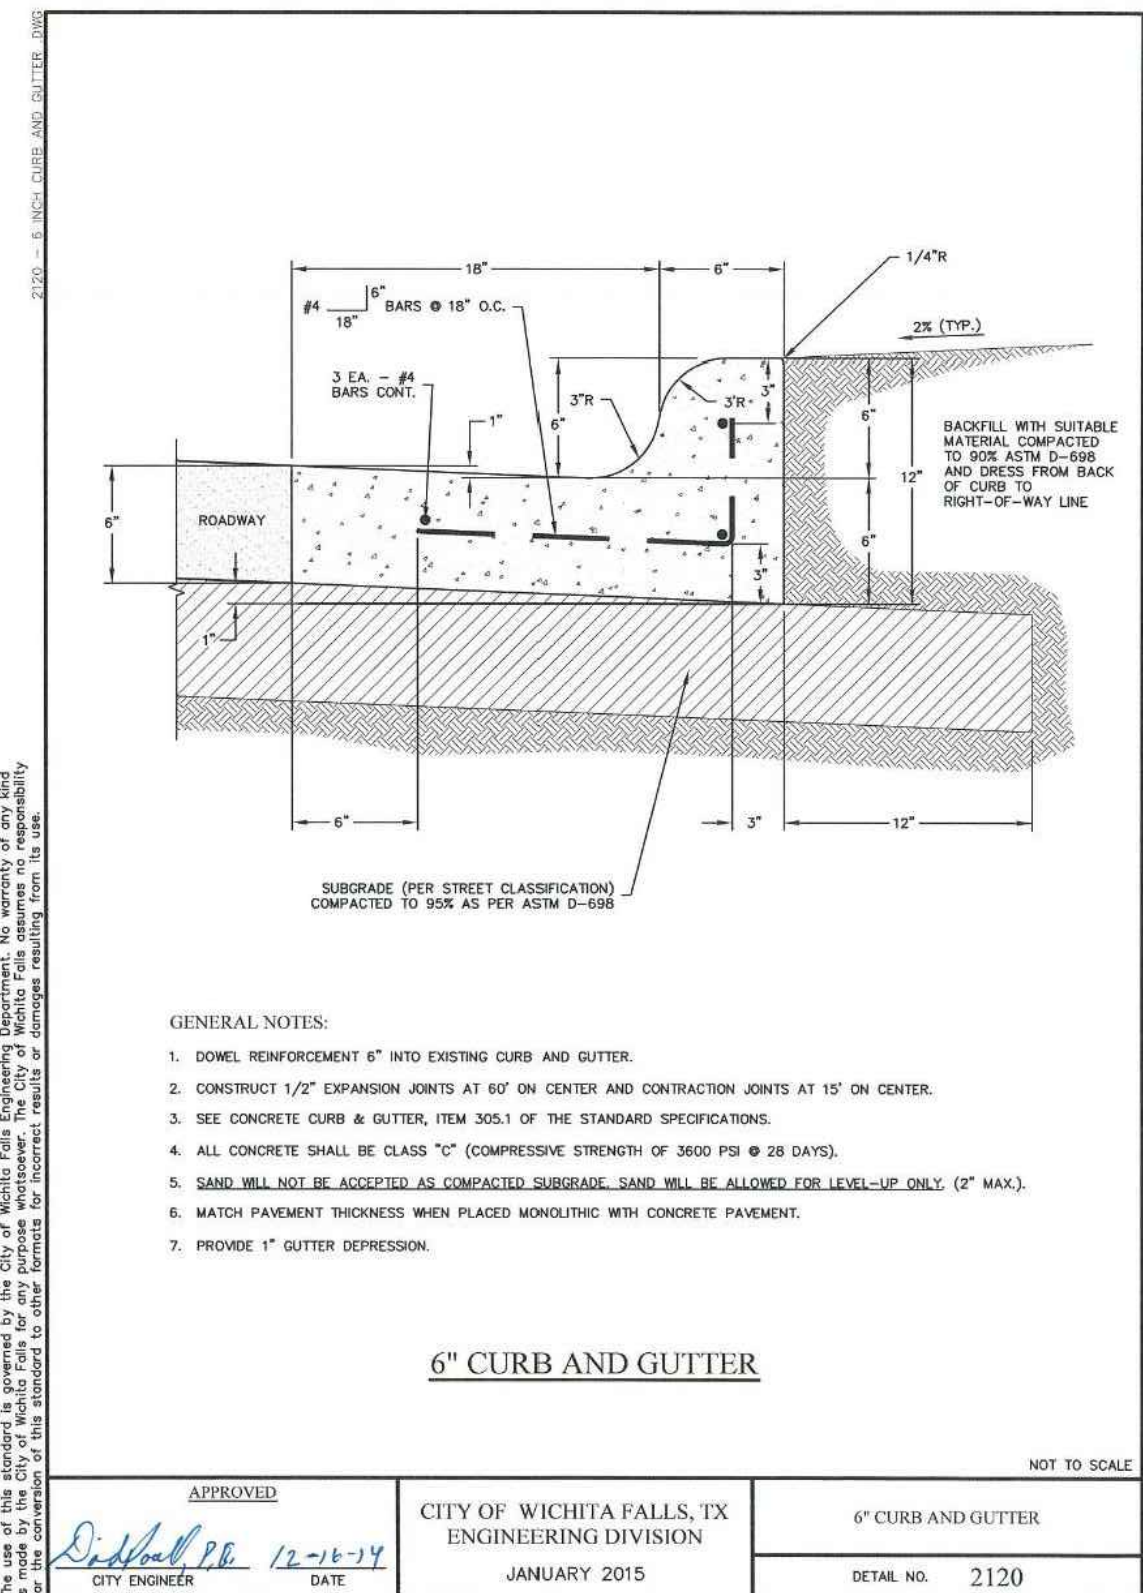 2120 - 6 INCH CURB AND GUTTER .DWG
18"
6"
1/4"R
#4
6"
18"
BARS @ 18" O.C.
2% (TYP.)
3 EA. - #4
BARS CONT.
1"
3"R
6"
3'R
3"
6"
12"
BACKFILL WITH SUITABLE
MATERIAL COMPACTED
TO 90% ASTM D-698
AND DRESS FROM BACK
OF CURB TO
RIGHT-OF-WAY LINE
6"
ROADWAY
6"
3"
1"
6"
3"
12"
SUBGRADE (PER STREET CLASSIFICATION)
COMPACTED TO 95% AS PER ASTM D-698
GENERAL NOTES:
1. DOWEL REINFORCEMENT 6" INTO EXISTING CURB AND GUTTER.
2. CONSTRUCT 1/2" EXPANSION JOINTS AT 60' ON CENTER AND CONTRACTION JOINTS AT 15' ON CENTER.
3. SEE CONCRETE CURB & GUTTER, ITEM 305.1 OF THE STANDARD SPECIFICATIONS.
4. ALL CONCRETE SHALL BE CLASS "C" (COMPRESSIVE STRENGTH OF 3600 PSI @ 28 DAYS).
5. SAND WILL NOT BE ACCEPTED AS COMPACTED SUBGRADE. SAND WILL BE ALLOWED FOR LEVEL-UP ONLY. (2" MAX.).
6. MATCH PAVEMENT THICKNESS WHEN PLACED MONOLITHIC WITH CONCRETE PAVEMENT.
7. PROVIDE 1" GUTTER DEPRESSION.
6" CURB AND GUTTER
NOT TO SCALE
The use of this standard is governed by the City of Wichita Falls Engineering Department. No warranty of any kind
is made by the City of Wichita Falls for any purpose whatsoever. The City of Wichita Falls assumes no responsibility
for the conversion of this standard to other formats for incorrect results or damages resulting from its use.
APPROVED
P.E. 12-16-14
CITY ENGINEER DATE
CITY OF WICHITA FALLS, TX
ENGINEERING DIVISION
JANUARY 2015
6" CURB AND GUTTER
DETAIL NO. 2120